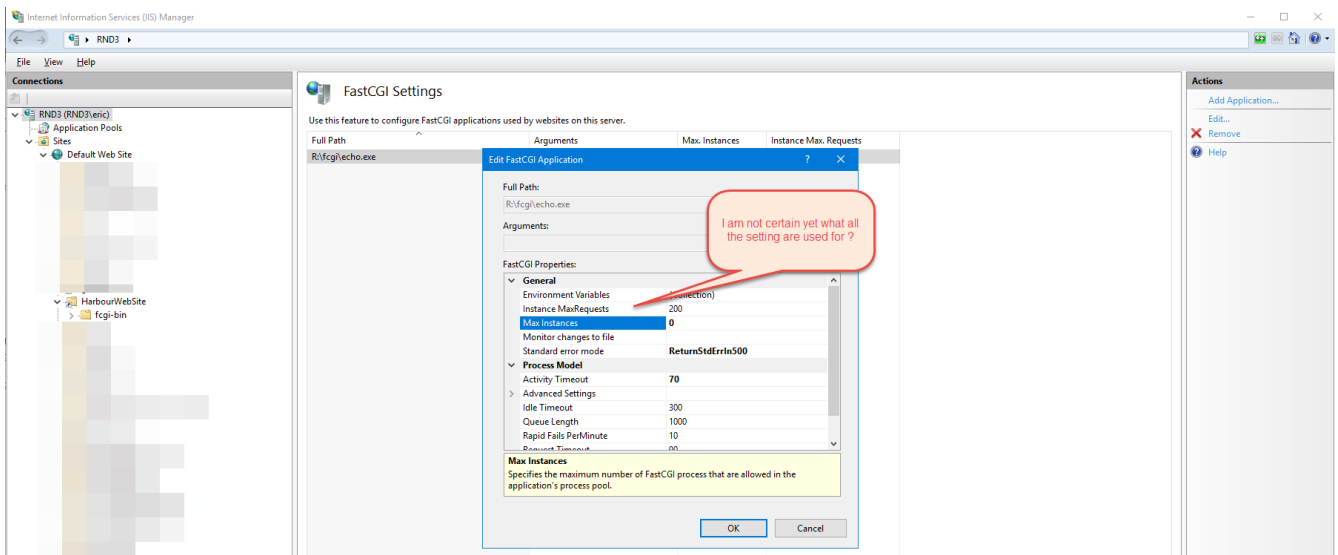 Internet Information Services (IIS) Manager
RND3
File View Help
Connections
RND3 (RND3\eric)
Application Pools
Sites
Default Web Site
HarbourWebSite
fcgi-bin
FastCGI Settings
Use this feature to configure FastCGI applications used by websites on this server.
Full Path Arguments Max. Instances Instance Max. Requests
R:\fcgi\echo.exe
Edit FastCGI Application ?
Full Path:
R:\fcgi\echo.exe
Arguments:
I am not certain yet what all
the setting are used for ?
FastCGI Properties:
General
Environment Variables
Instance MaxRequests 200
Max Instances 0
Monitor changes to file
Standard error mode ReturnStdErrIn500
Process Model
Activity Timeout 70
Advanced Settings
Idle Timeout 300
Queue Length 1000
Rapid Fails PerMinute 10
Request Timeout 90
Max Instances
Specifies the maximum number of FastCGI process that are allowed in the
application's process pool.
OK Cancel
Actions
Add Application...
Edit...
Remove
Help